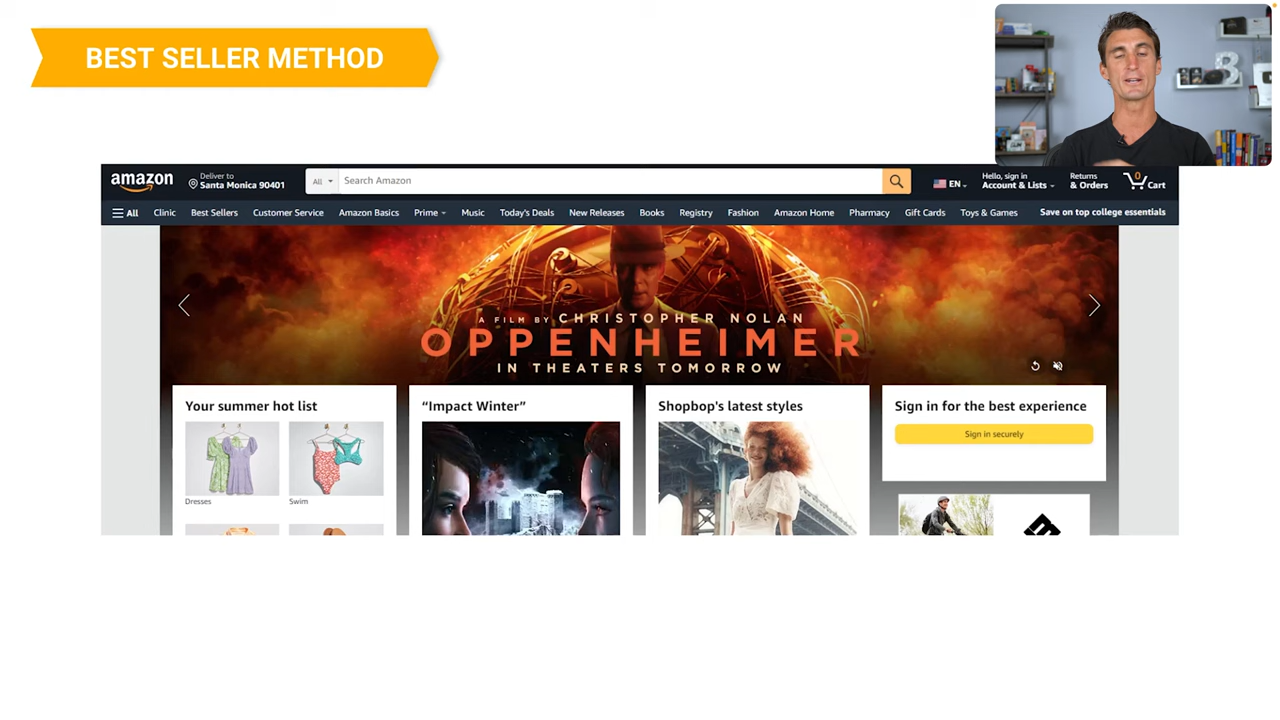 BEST SELLER METHOD
amazon
Deliver to
Santa Monica 90401
All
Search Amazon
EN
Hello, sign in
Account & Lists
Returns
& Orders
0
Cart
All
Clinic
Best Sellers
Customer Service
Amazon Basics
Prime
Music
Today's Deals
New Releases
Books
Registry
Fashion
Amazon Home
Pharmacy
Gift Cards
Toys & Games
Save on top college essentials
A FILM BY CHRISTOPHER NOLAN
OPPENHEIMER
IN THEATERS TOMORROW
Your summer hot list
Dresses
Swim
“Impact Winter”
Shopbop's latest styles
Sign in for the best experience
Sign in securely